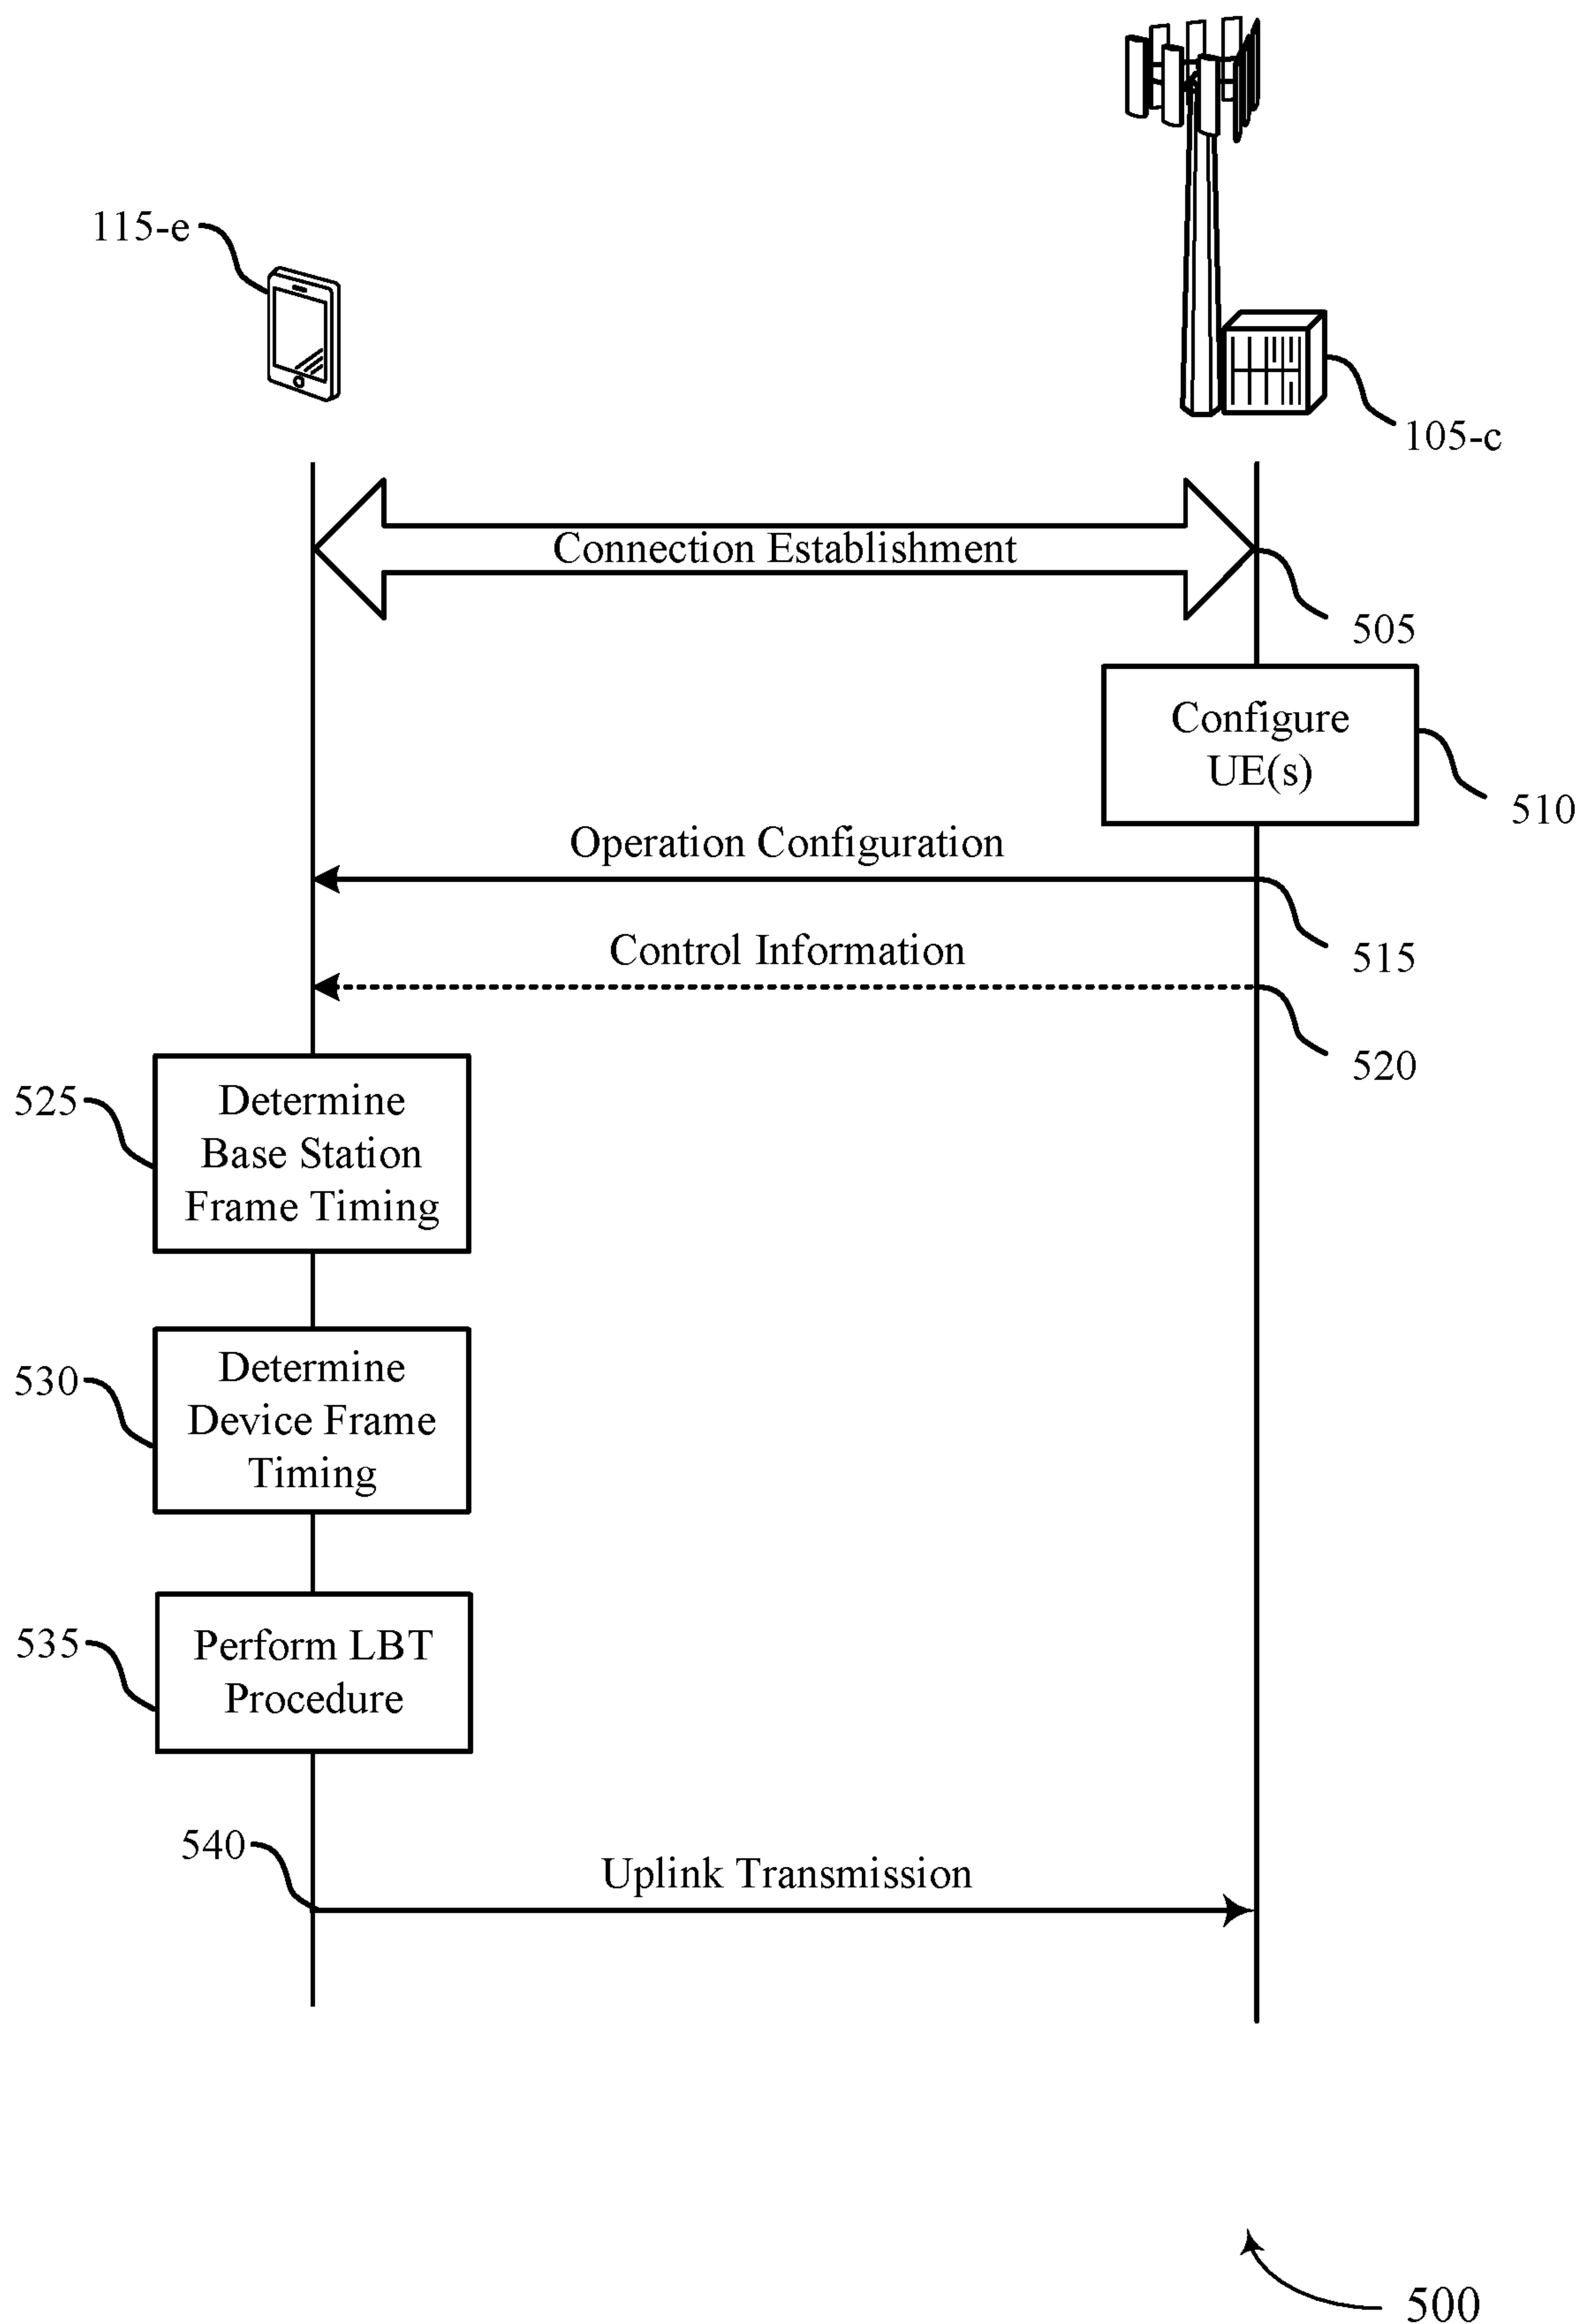 115-e
105-c
Connection Establishment
505
Configure
UE(s)
510
Operation Configuration
515
Control Information
520
525
Determine
Base Station
Frame Timing
530
Determine
Device Frame
Timing
535
Perform LBT
Procedure
540
Uplink Transmission
500